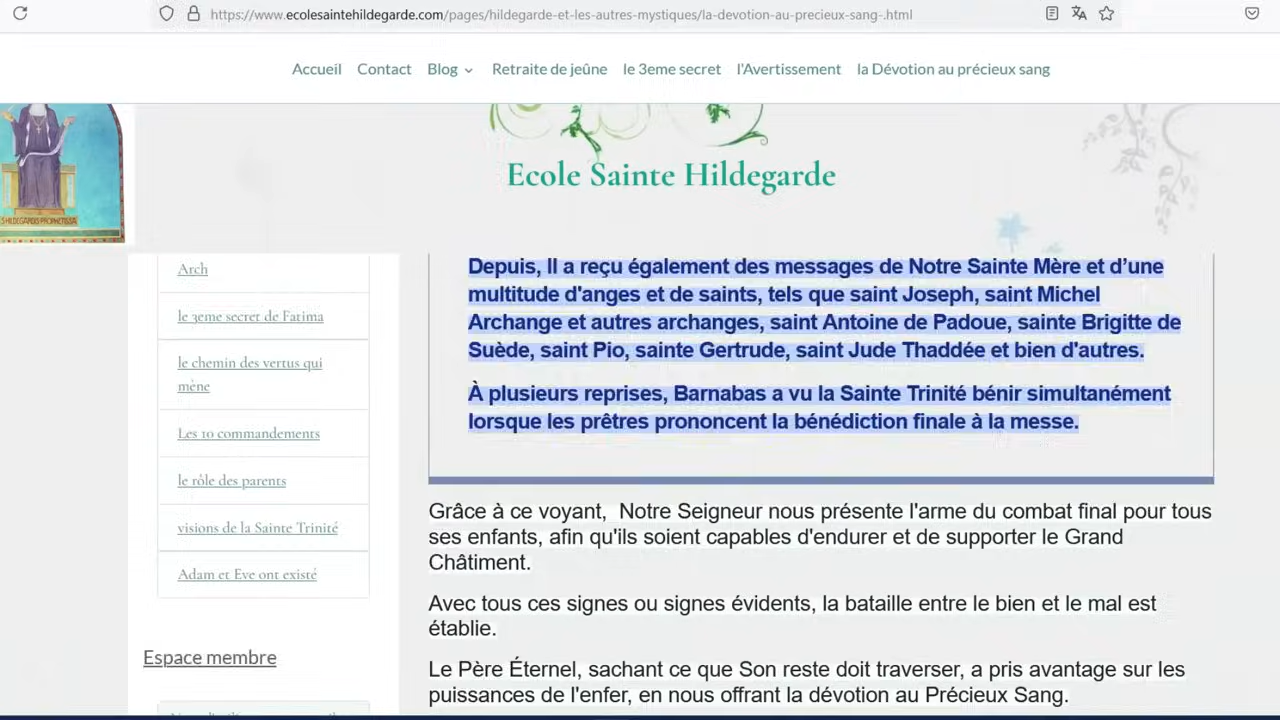 https://www.ecolesaintehildegarde.com/pages/hildegarde-et-les-autres-mystiques/la-devotion-au-precieux-sang-.html
Accueil Contact Blog Retraite de jeûne le 3eme secret l'Avertissement la Dévotion au précieux sang
Ecole Sainte Hildegarde
S·HILDEGARDIS·PROPHETISSA
Arch
le 3eme secret de Fatima
le chemin des vertus qui
mène
Les 10 commandements
le rôle des parents
visions de la Sainte Trinité
Adam et Eve ont existé
Espace membre
Depuis, Il a reçu également des messages de Notre Sainte Mère et d’une
multitude d'anges et de saints, tels que saint Joseph, saint Michel
Archange et autres archanges, saint Antoine de Padoue, sainte Brigitte de
Suède, saint Pio, sainte Gertrude, saint Jude Thaddée et bien d'autres.
À plusieurs reprises, Barnabas a vu la Sainte Trinité bénir simultanément
lorsque les prêtres prononcent la bénédiction finale à la messe.
Grâce à ce voyant, Notre Seigneur nous présente l'arme du combat final pour tous
ses enfants, afin qu'ils soient capables d'endurer et de supporter le Grand
Châtiment.
Avec tous ces signes ou signes évidents, la bataille entre le bien et le mal est
établie.
Le Père Éternel, sachant ce que Son reste doit traverser, a pris avantage sur les
puissances de l'enfer, en nous offrant la dévotion au Précieux Sang.